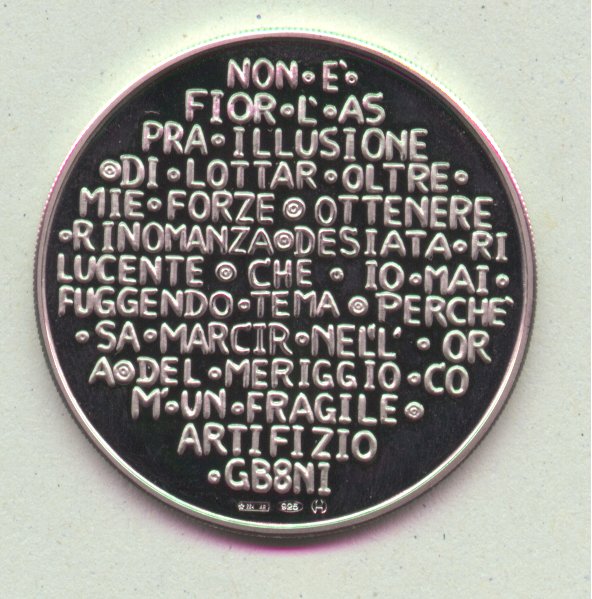 NON·E'·
FIOR·L'·AS
PRA·ILLUSIONE
◎DI·LOTTAR·OLTRE·
MIE·FORZE◎OTTENERE
·RINOMANZA◎DESIATA·RI
LUCENTE◎CHE·IO·MAI·
FUGGENDO·TEMA◎PERCHE'
·SA·MARCIR·NELL'·OR
A◎DEL·MERIGGIO·CO
M'·UN·FRAGILE◎
ARTIFIZIO
·GB8NI
925 H